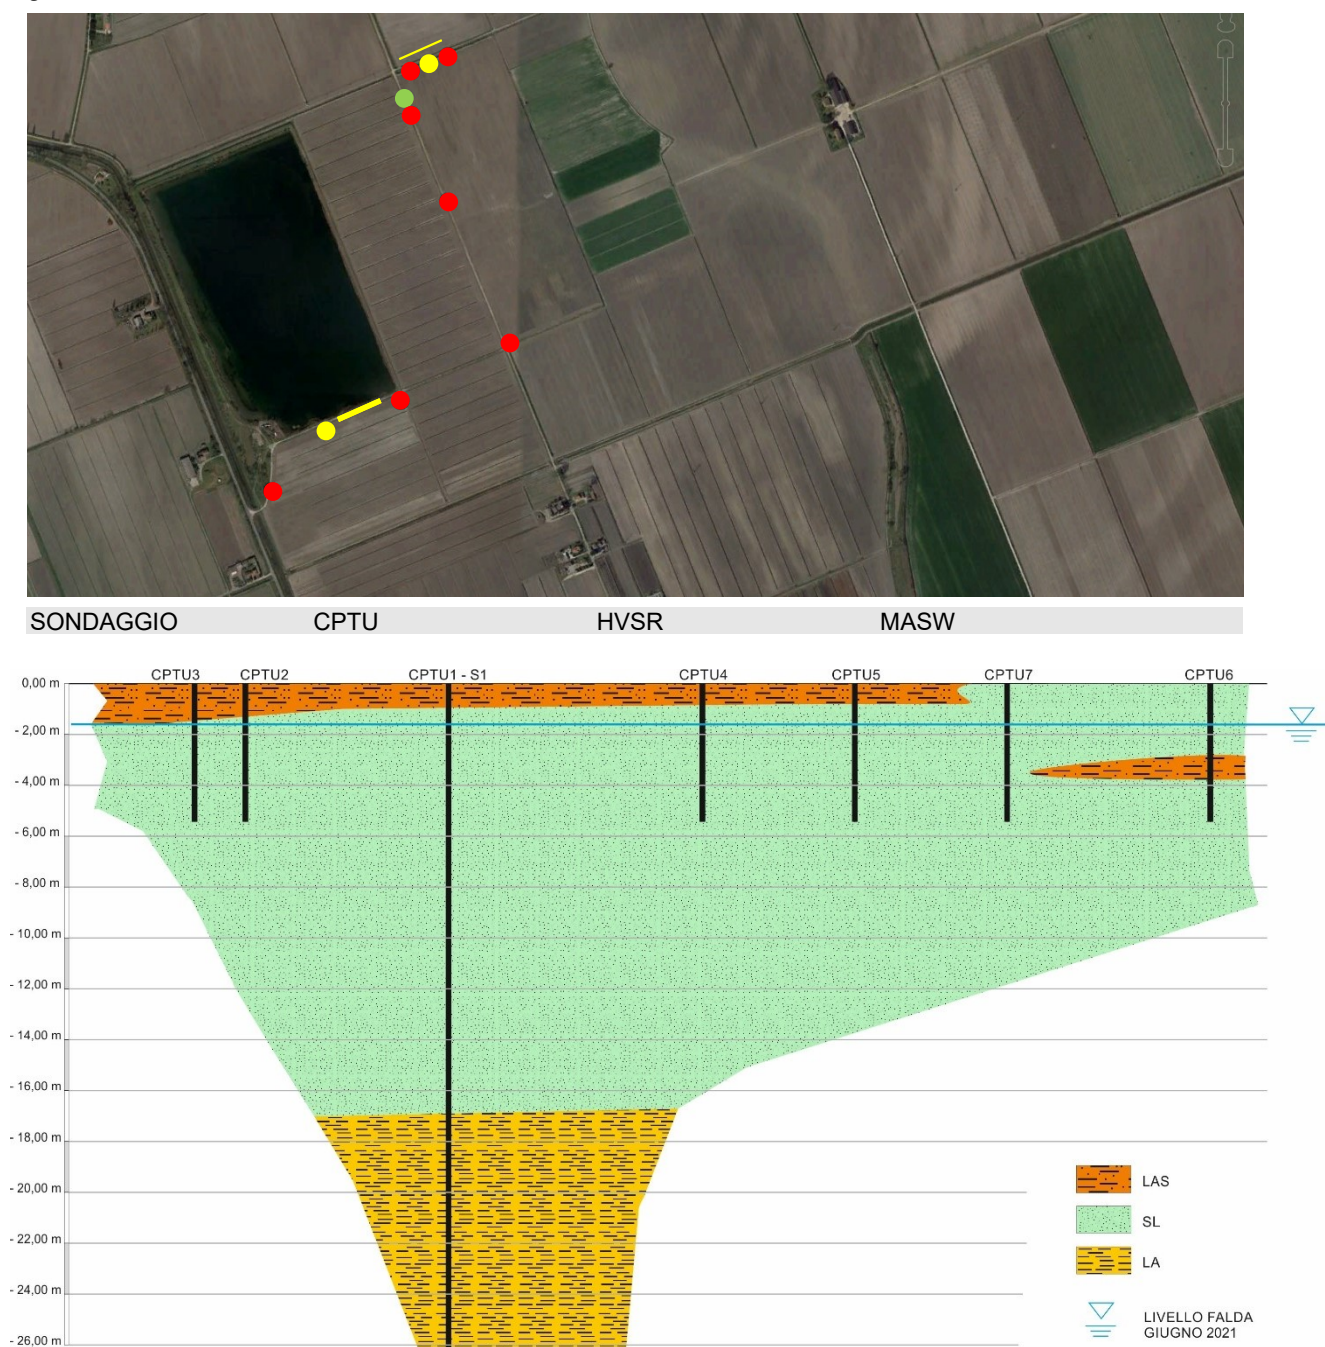 SONDAGGIO CPTU HVSR MASW
CPTU3 CPTU2 CPTU1 - S1 CPTU4 CPTU5 CPTU7 CPTU6
0,00 m
- 2,00 m
- 4,00 m
- 6,00 m
- 8,00 m
- 10,00 m
- 12,00 m
- 14,00 m
- 16,00 m
- 18,00 m
- 20,00 m
- 22,00 m
- 24,00 m
- 26,00 m
LAS
SL
LA
LIVELLO FALDA
GIUGNO 2021